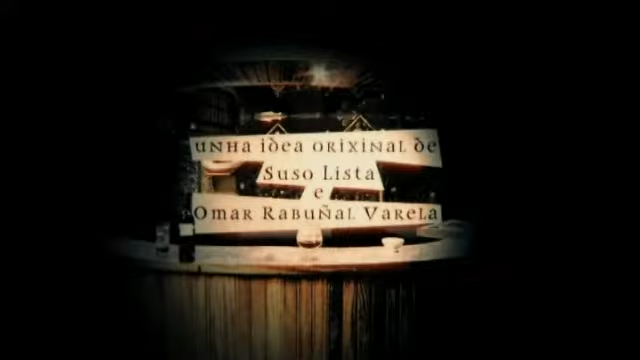 unha idea orixinal de
Suso Lista
e
Omar Rabuñal Varela